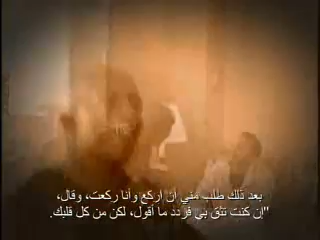 بعد ذلك طلب مني أن أركع وأنا ركعت، وقال،
"إن كنت تثق بي فردد ما أقول، لكن من كل قلبك.